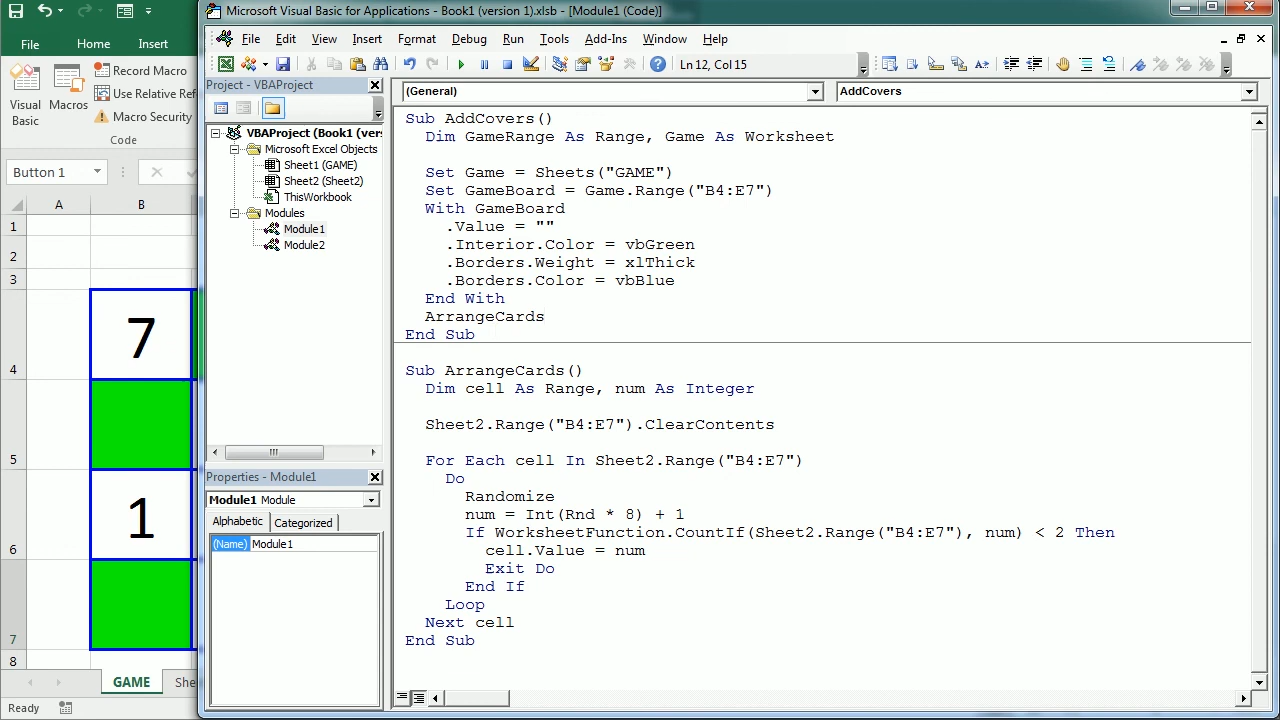 Microsoft Visual Basic for Applications - Book1 (version 1).xlsb - [Module1 (Code)]
File Home Insert
File Edit View Insert Format Debug Run Tools Add-Ins Window Help
Ln 12, Col 15
Visual Basic
Macros
Record Macro
Use Relative Ref
Macro Security
Code
Button 1
A B
1
2
3
4
5
6
7
8
7
1
GAME She
Ready
Project - VBAProject
VBAProject (Book1 (ver
Microsoft Excel Objects
Sheet1 (GAME)
Sheet2 (Sheet2)
ThisWorkbook
Modules
Module1
Module2
Properties - Module1
Module1 Module
Alphabetic Categorized
(Name) Module1
(General) AddCovers
Sub AddCovers()
Dim GameRange As Range, Game As Worksheet
Set Game = Sheets("GAME")
Set GameBoard = Game.Range("B4:E7")
With GameBoard
.Value = ""
.Interior.Color = vbGreen
.Borders.Weight = xlThick
.Borders.Color = vbBlue
End With
ArrangeCards
End Sub
Sub ArrangeCards()
Dim cell As Range, num As Integer
Sheet2.Range("B4:E7").ClearContents
For Each cell In Sheet2.Range("B4:E7")
Do
Randomize
num = Int(Rnd * 8) + 1
If WorksheetFunction.CountIf(Sheet2.Range("B4:E7"), num) < 2 Then
cell.Value = num
Exit Do
End If
Loop
Next cell
End Sub